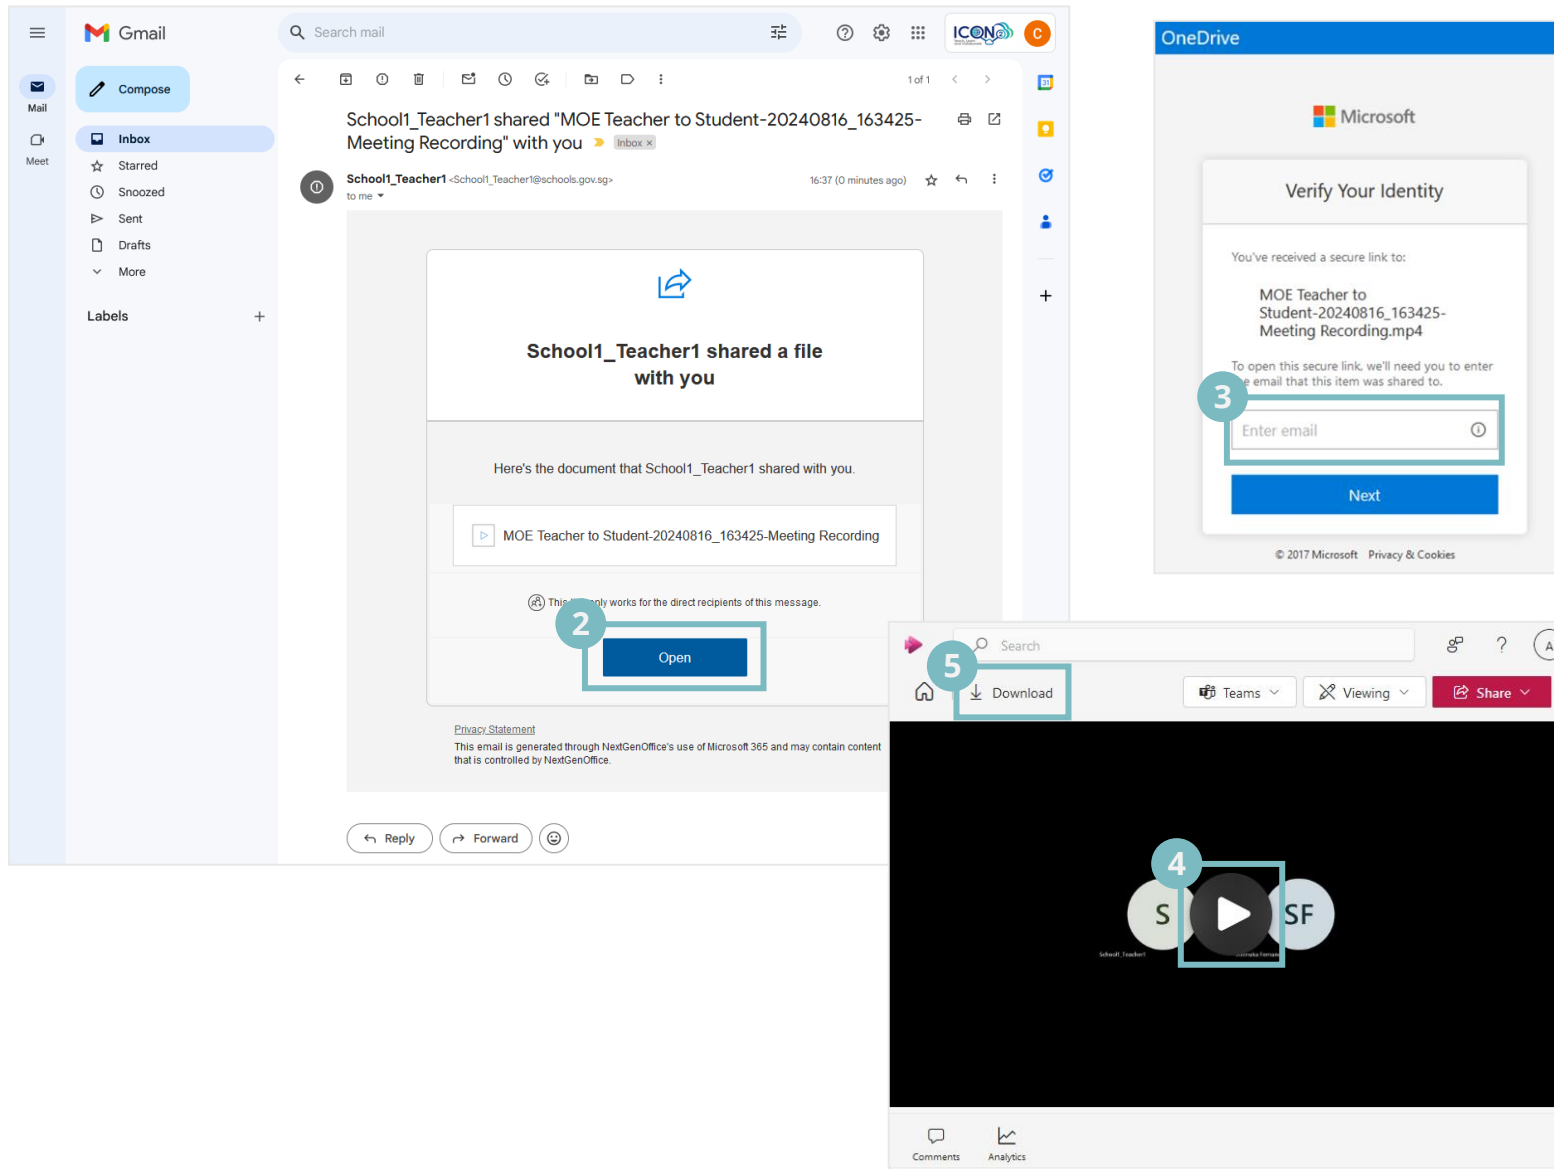 Gmail
Search mail
ICON
C
Mail
Meet
Compose
Inbox
Starred
Snoozed
Sent
Drafts
More
Labels
1 of 1
School1_Teacher1 shared "MOE Teacher to Student-20240816_163425-
Meeting Recording" with you
Inbox ×
School1_Teacher1 <School1_Teacher1@schools.gov.sg>
16:37 (0 minutes ago)
to me
31
School1_Teacher1 shared a file
with you
Here's the document that School1_Teacher1 shared with you.
MOE Teacher to Student-20240816_163425-Meeting Recording
This only works for the direct recipients of this message.
2
Open
Privacy Statement
This email is generated through NextGenOffice's use of Microsoft 365 and may contain content
that is controlled by NextGenOffice.
Reply
Forward
OneDrive
Microsoft
Verify Your Identity
You've received a secure link to:
MOE Teacher to
Student-20240816_163425-
Meeting Recording.mp4
To open this secure link, we'll need you to enter
email that this item was shared to.
3
Enter email
Next
© 2017 Microsoft Privacy & Cookies
Search
A
5
Download
Teams
Viewing
Share
4
S
SF
School1_Teacher1
Comments
Analytics